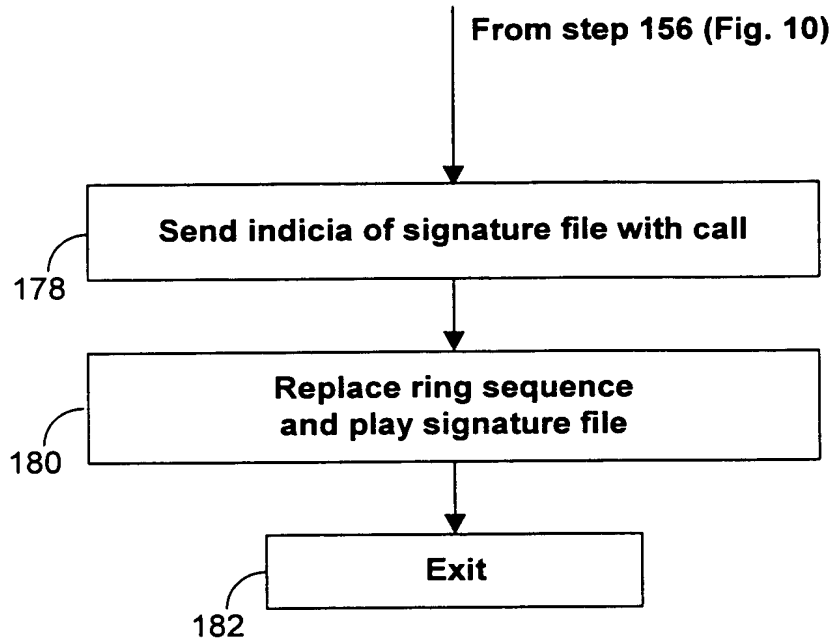 From step 156 (Fig. 10)
Send indicia of signature file with call
178
Replace ring sequence
and play signature file
180
Exit
182